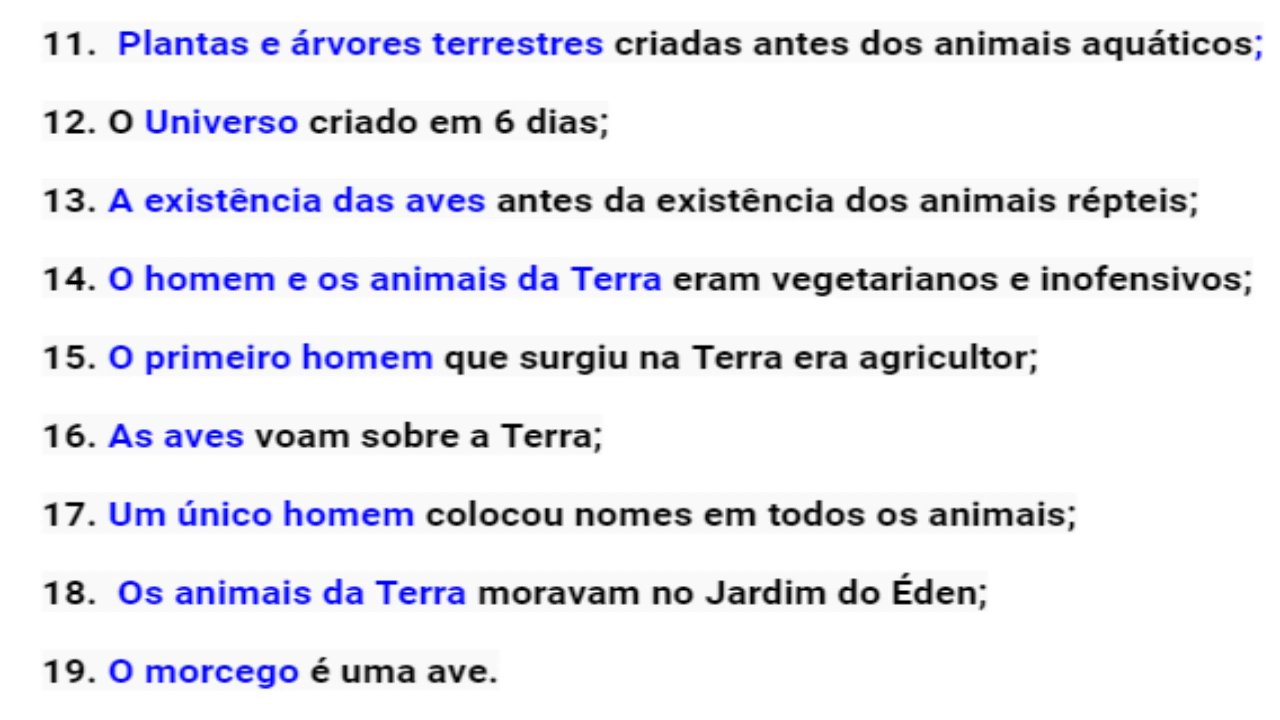 11. Plantas e árvores terrestres criadas antes dos animais aquáticos;
12. O Universo criado em 6 dias;
13. A existência das aves antes da existência dos animais répteis;
14. O homem e os animais da Terra eram vegetarianos e inofensivos;
15. O primeiro homem que surgiu na Terra era agricultor;
16. As aves voam sobre a Terra;
17. Um único homem colocou nomes em todos os animais;
18. Os animais da Terra moravam no Jardim do Éden;
19. O morcego é uma ave.